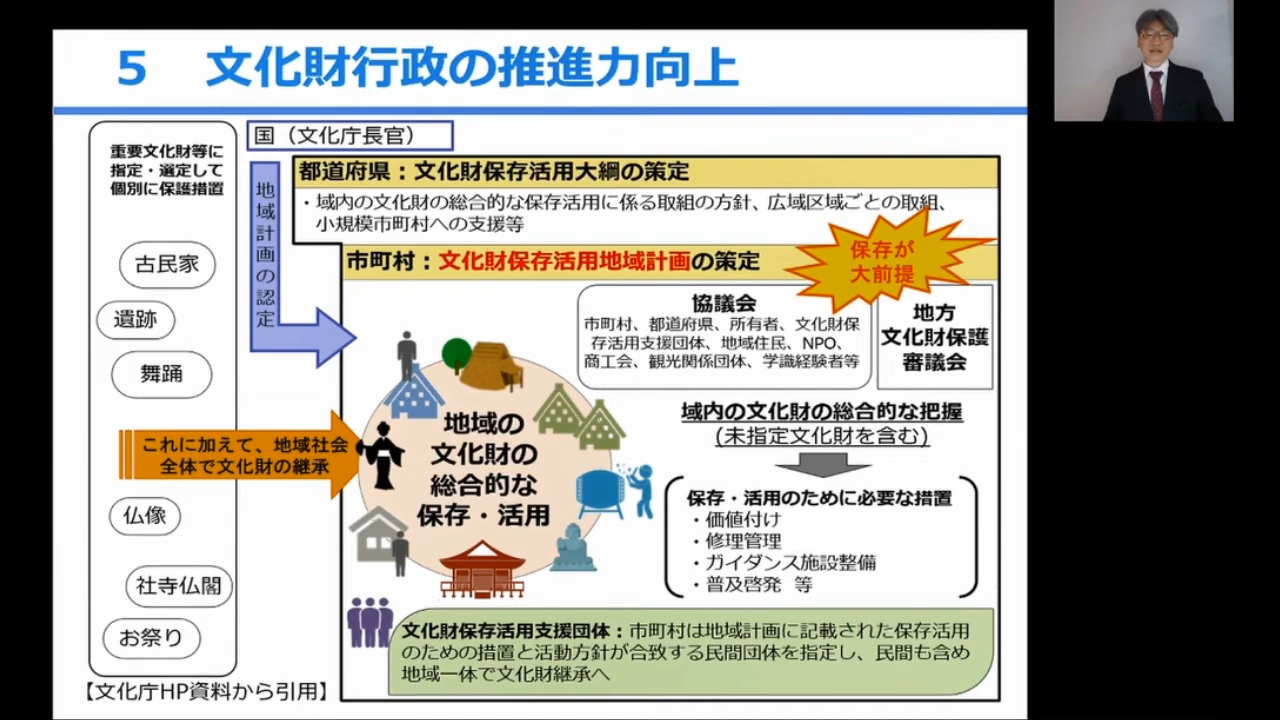 5 文化財行政の推進力向上
重要文化財等に
指定・選定して
個別に保護措置
古民家
遺跡
舞踊
これに加えて、地域社会
全体で文化財の継承
仏像
社寺仏閣
お祭り
【文化庁HP資料から引用】
国（文化庁長官）
地域計画の認定
都道府県：文化財保存活用大綱の策定
・域内の文化財の総合的な保存活用に係る取組の方針、広域区域ごとの取組、
小規模市町村への支援等
市町村：文化財保存活用地域計画の策定
保存が
大前提
協議会
市町村、都道府県、所有者、文化財保
存活用支援団体、地域住民、NPO、
商工会、観光関係団体、学識経験者等
地方
文化財保護
審議会
地域の
文化財の
総合的な
保存・活用
域内の文化財の総合的な把握
(未指定文化財を含む)
保存・活用のために必要な措置
・価値付け
・修理管理
・ガイダンス施設整備
・普及啓発 等
文化財保存活用支援団体：市町村は地域計画に記載された保存活用
のための措置と活動方針が合致する民間団体を指定し、民間も含め
地域一体で文化財継承へ